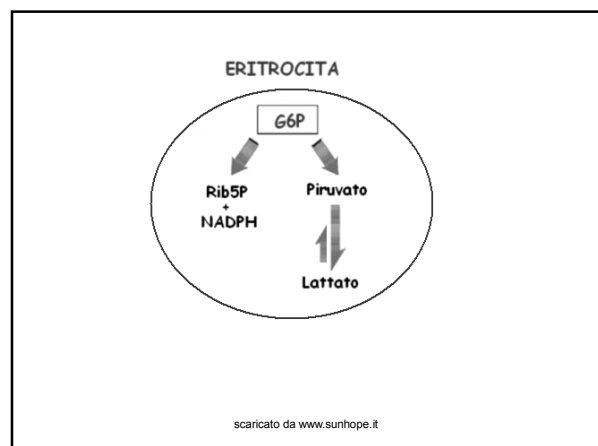 ERITROCITA
G6P
Rib5P
+
NADPH
Piruvato
Lattato
scaricato da www.sunhope.it